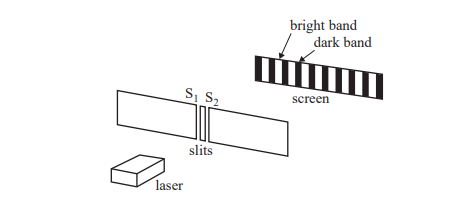 bright band
dark band
screen
S1 S2
slits
laser